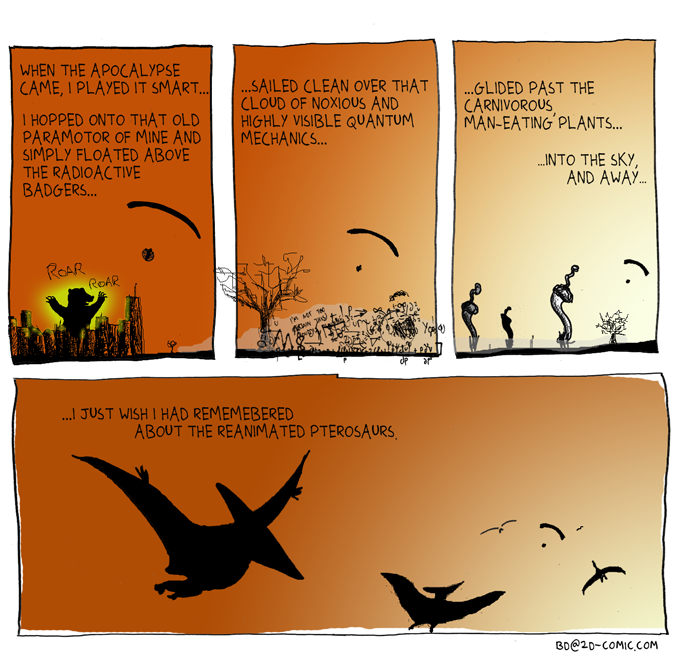 WHEN THE APOCALYPSE
CAME, I PLAYED IT SMART...
I HOPPED ONTO THAT OLD
PARAMOTOR OF MINE AND
SIMPLY FLOATED ABOVE
THE RADIOACTIVE
BADGERS...
ROAR
ROAR
...SAILED CLEAN OVER THAT
CLOUD OF NOXIOUS AND
HIGHLY VISIBLE QUANTUM
MECHANICS...
...GLIDED PAST THE
CARNIVOROUS,
MAN-EATING PLANTS...
...INTO THE SKY,
AND AWAY...
...I JUST WISH I HAD REMEMEBERED
ABOUT THE REANIMATED PTEROSAURS.
BD@2D-COMIC.COM